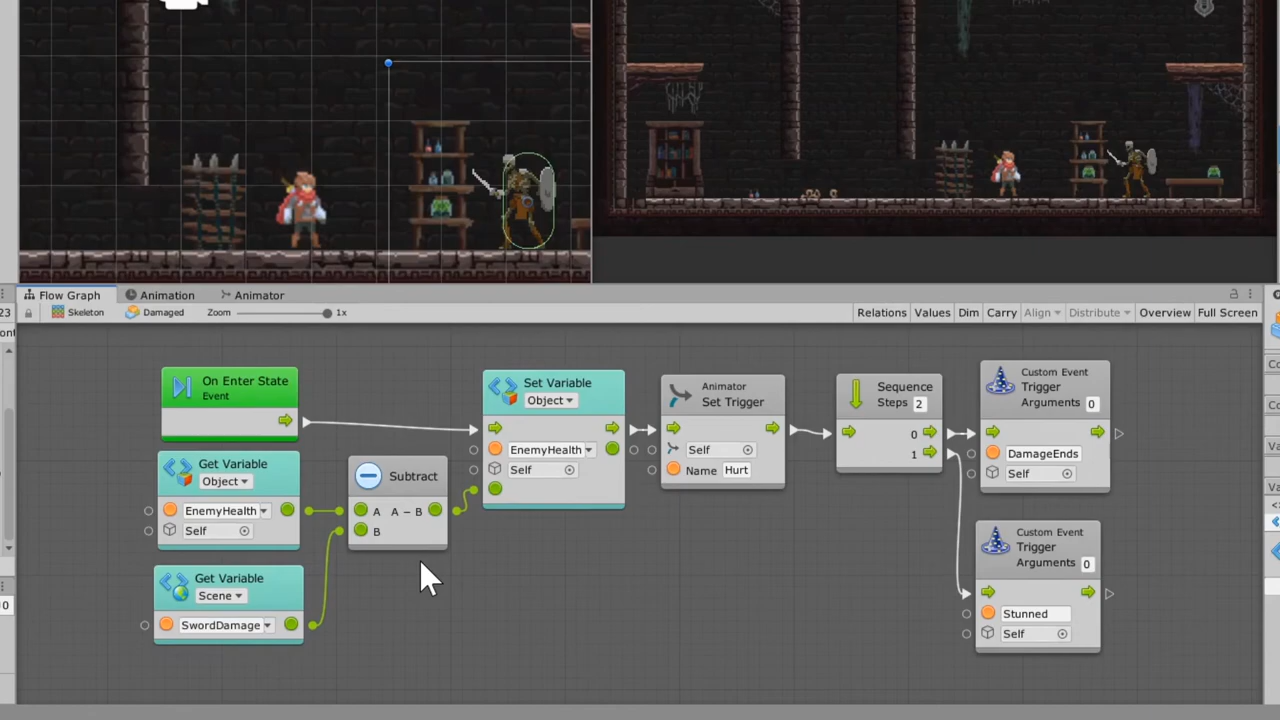 Flow Graph
Animation
Animator
23
Skeleton
Damaged
Zoom
1x
Relations
Values
Dim
Carry
Align
Distribute
Overview
Full Screen
On Enter State
Event
Get Variable
Object
EnemyHealth
Self
Get Variable
Scene
SwordDamage
Subtract
A
A − B
B
Set Variable
Object
EnemyHealth
Self
Animator
Set Trigger
Self
Name
Hurt
Sequence
Steps 2
0
1
Custom Event
Trigger
Arguments 0
DamageEnds
Self
Custom Event
Trigger
Arguments 0
Stunned
Self